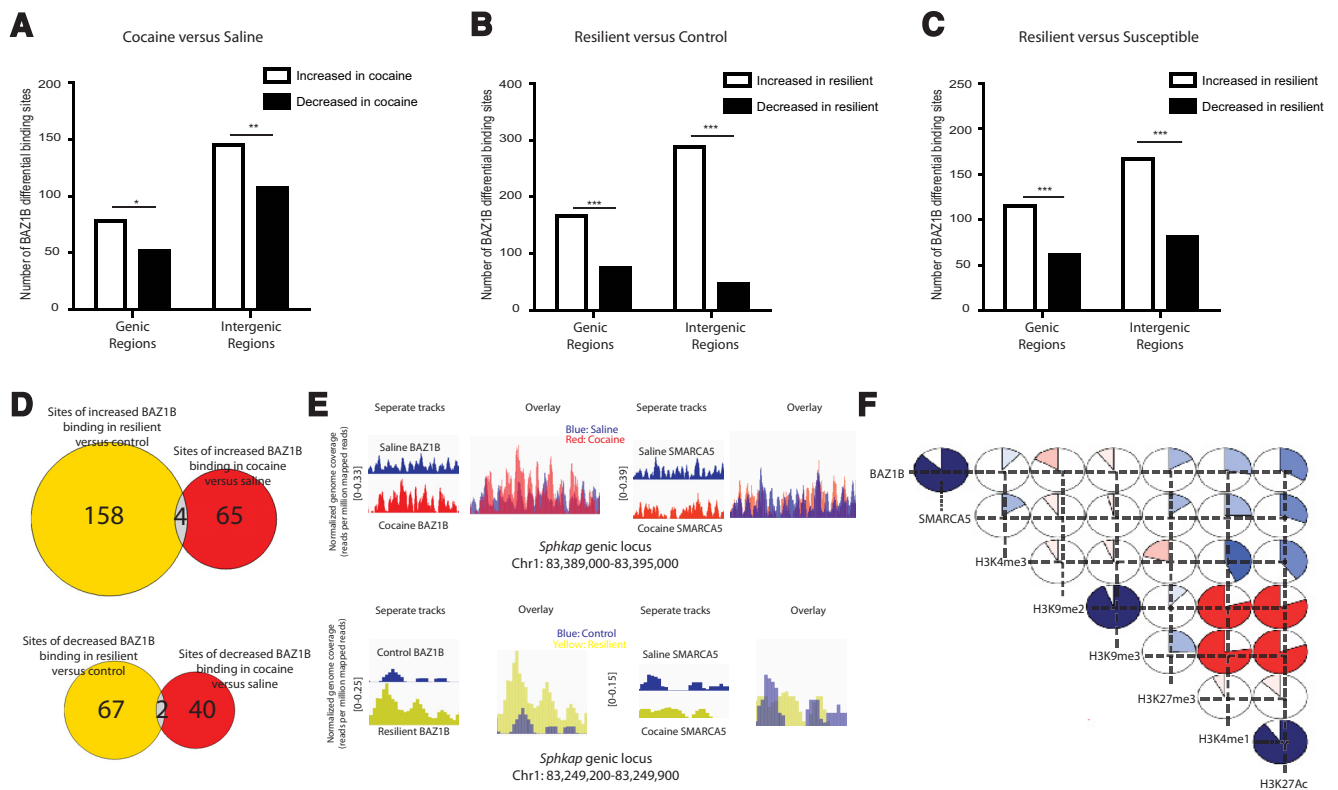 A
Cocaine versus Saline
Increased in cocaine
Decreased in cocaine
Number of BAZ1B differential binding sites
200
150
100
50
0
*
**
Genic
Regions
Intergenic
Regions
B
Resilient versus Control
Increased in resilient
Decreased in resilient
Number of BAZ1B differential binding sites
400
300
200
100
0
***
***
Genic
Regions
Intergenic
Regions
C
Resilient versus Susceptible
Increased in resilient
Decreased in resilient
Number of BAZ1B differential binding sites
250
200
150
100
50
0
***
***
Genic
Regions
Intergenic
Regions
D
Sites of increased BAZ1B
binding in resilient
versus control
Sites of increased BAZ1B
binding in cocaine
versus saline
158
4
65
Sites of decreased BAZ1B
binding in resilient
versus control
Sites of decreased BAZ1B
binding in cocaine
versus saline
67
2
40
E
Seperate tracks
Overlay
Seperate tracks
Overlay
Normalized genome coverage
(reads per million mapped reads)
[0-0.33]
Saline BAZ1B
Cocaine BAZ1B
Blue: Saline
Red: Cocaine
[0-0.39]
Saline SMARCA5
Cocaine SMARCA5
Sphkap genic locus
Chr1: 83,389,000-83,395,000
Seperate tracks
Overlay
Seperate tracks
Overlay
Normalized genome coverage
(reads per million mapped reads)
[0-0.25]
Control BAZ1B
Resilient BAZ1B
Blue: Control
Yellow: Resilient
[0-0.15]
Saline SMARCA5
Cocaine SMARCA5
Sphkap genic locus
Chr1: 83,249,200-83,249,900
F
BAZ1B
SMARCA5
H3K4me3
H3K9me2
H3K9me3
H3K27me3
H3K4me1
H3K27Ac